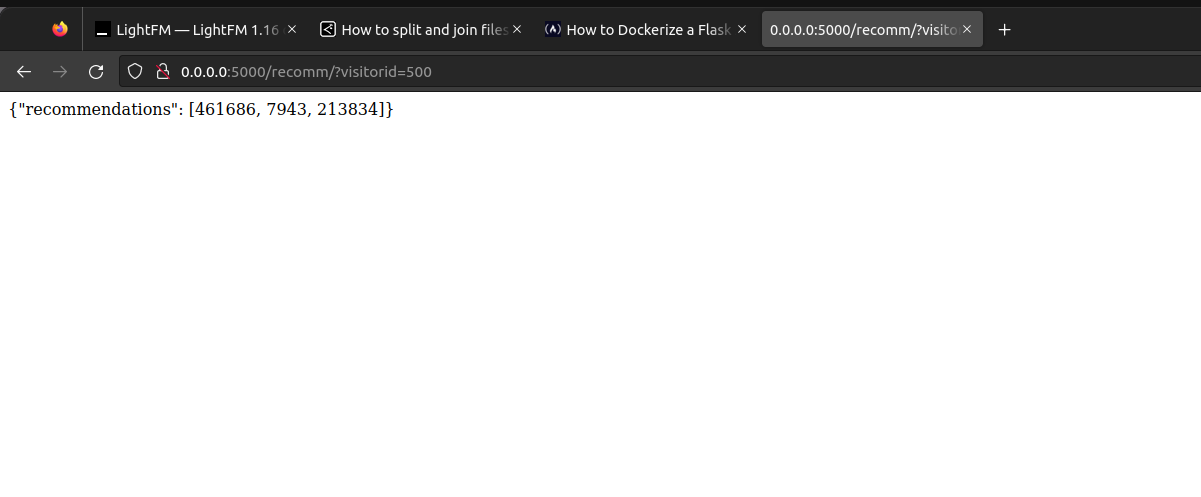 LightFM — LightFM 1.16
How to split and join files
How to Dockerize a Flask
0.0.0.0:5000/recomm/?visito
0.0.0.0:5000/recomm/?visitorid=500
{"recommendations": [461686, 7943, 213834]}